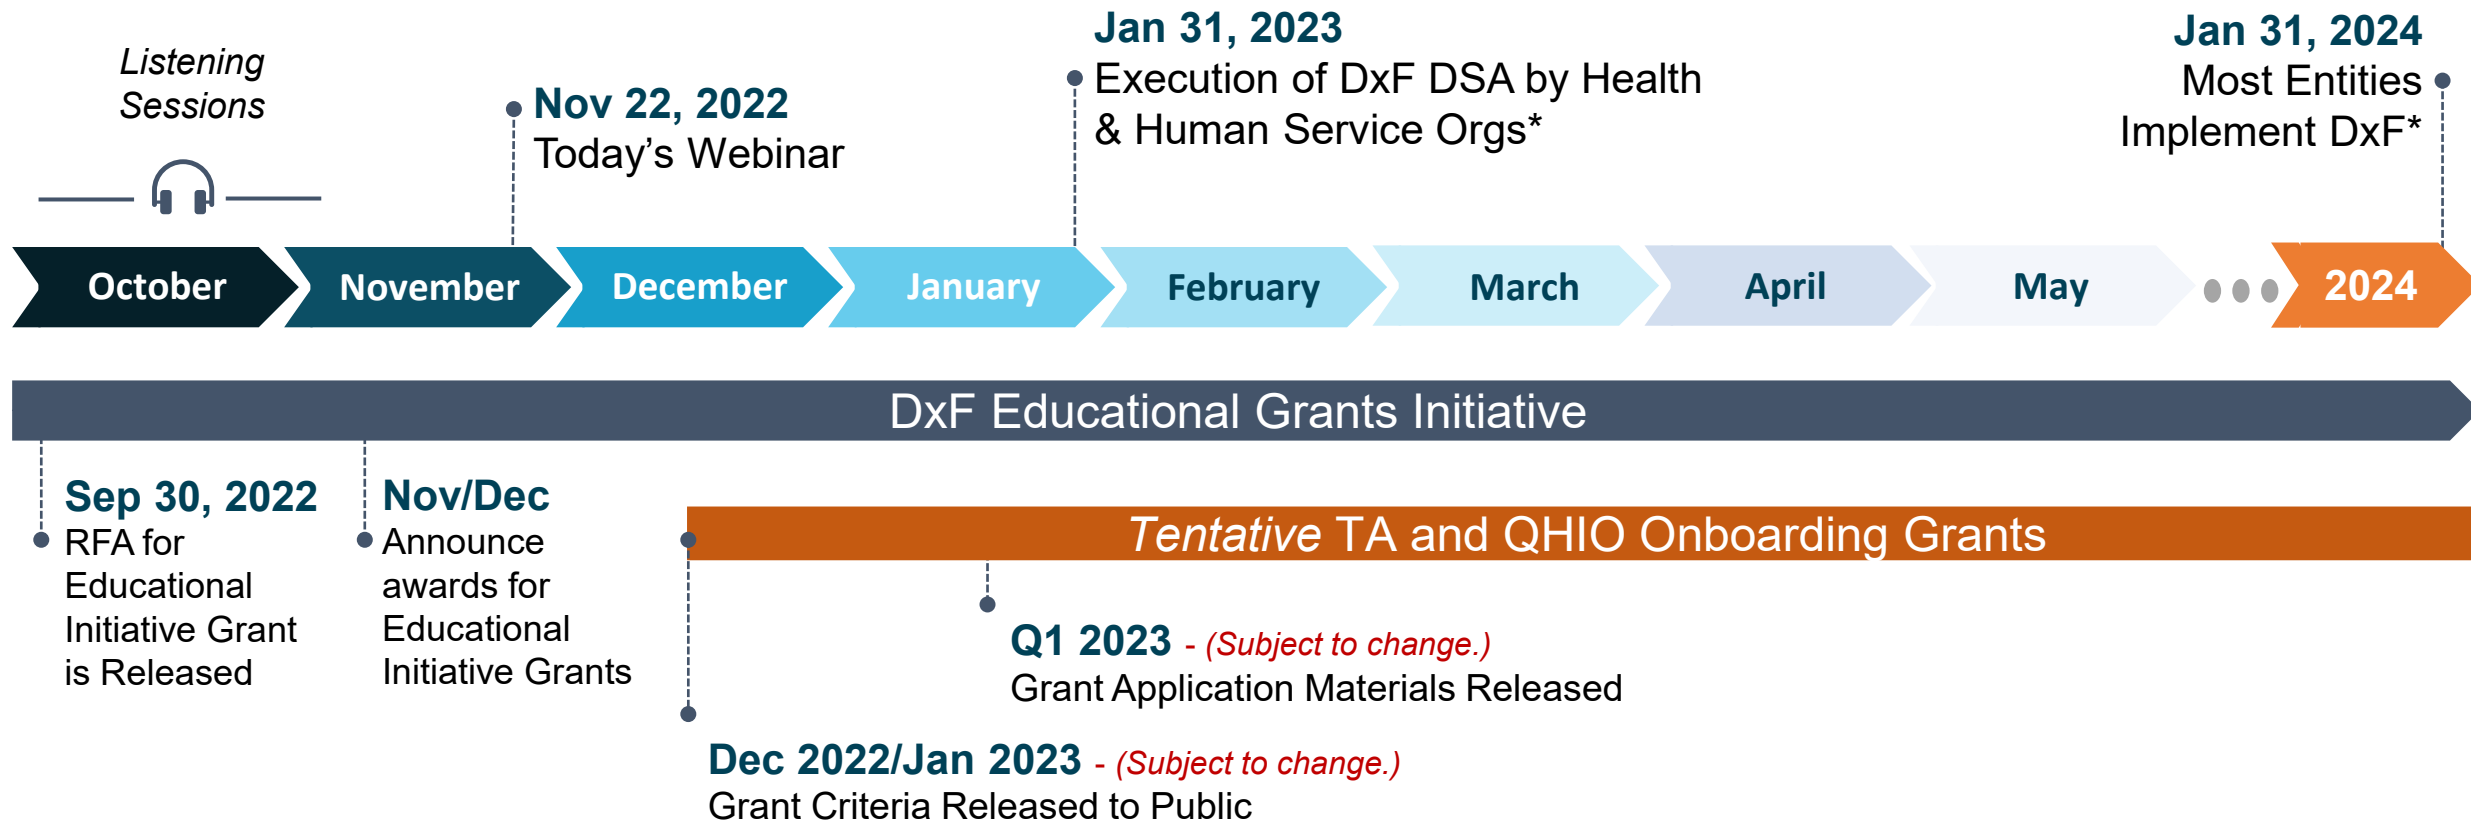 Listening
Sessions
Nov 22, 2022
Today’s Webinar
Jan 31, 2023
Execution of DxF DSA by Health
& Human Service Orgs*
Jan 31, 2024
Most Entities
Implement DxF*
October
November
December
January
February
March
April
May
2024
DxF Educational Grants Initiative
Sep 30, 2022
RFA for
Educational
Initiative Grant
is Released
Nov/Dec
Announce
awards for
Educational
Initiative Grants
Tentative TA and QHIO Onboarding Grants
Q1 2023 - (Subject to change.)
Grant Application Materials Released
Dec 2022/Jan 2023 - (Subject to change.)
Grant Criteria Released to Public